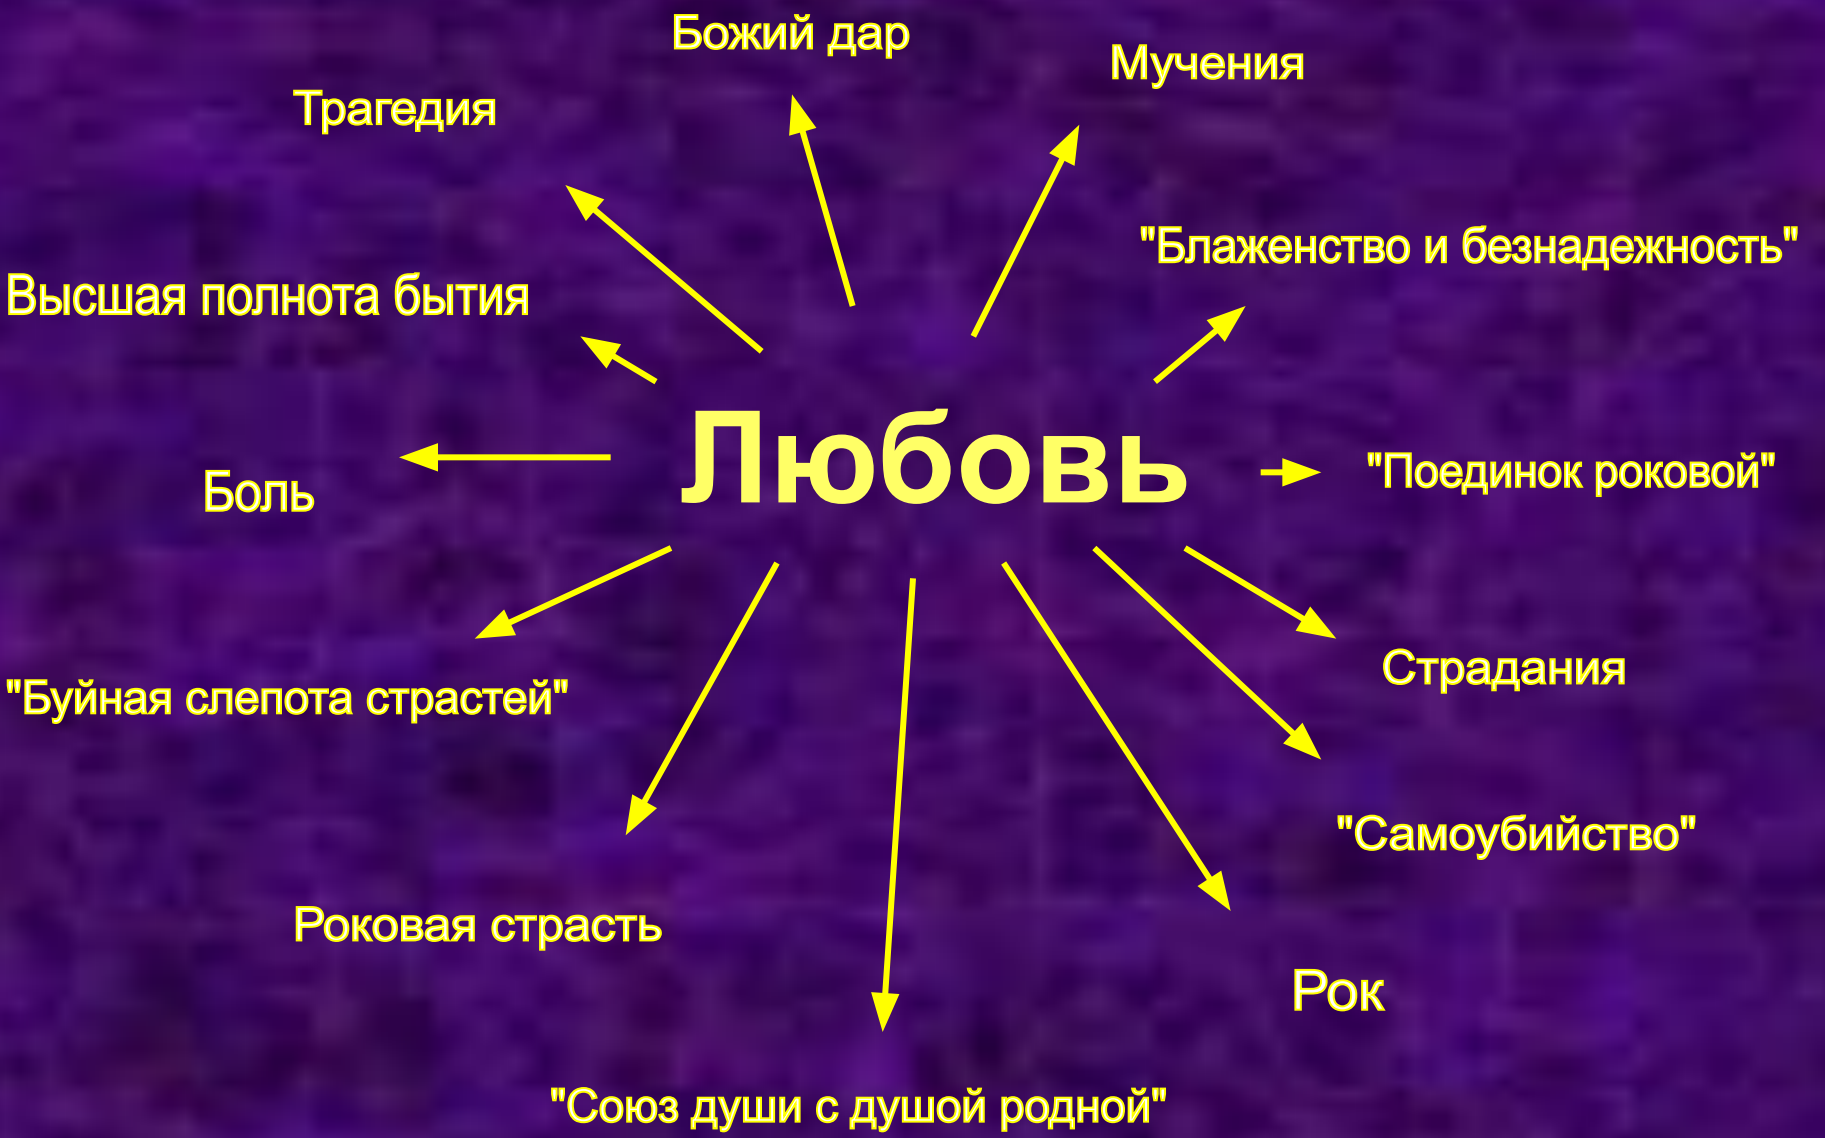 Божий дар
Мучения
Трагедия
"Блаженство и безнадежность"
Высшая полнота бытия
Любовь
"Поединок роковой"
Боль
Страдания
"Буйная слепота страстей"
"Самоубийство"
Роковая страсть
Рок
"Союз души с душой родной"